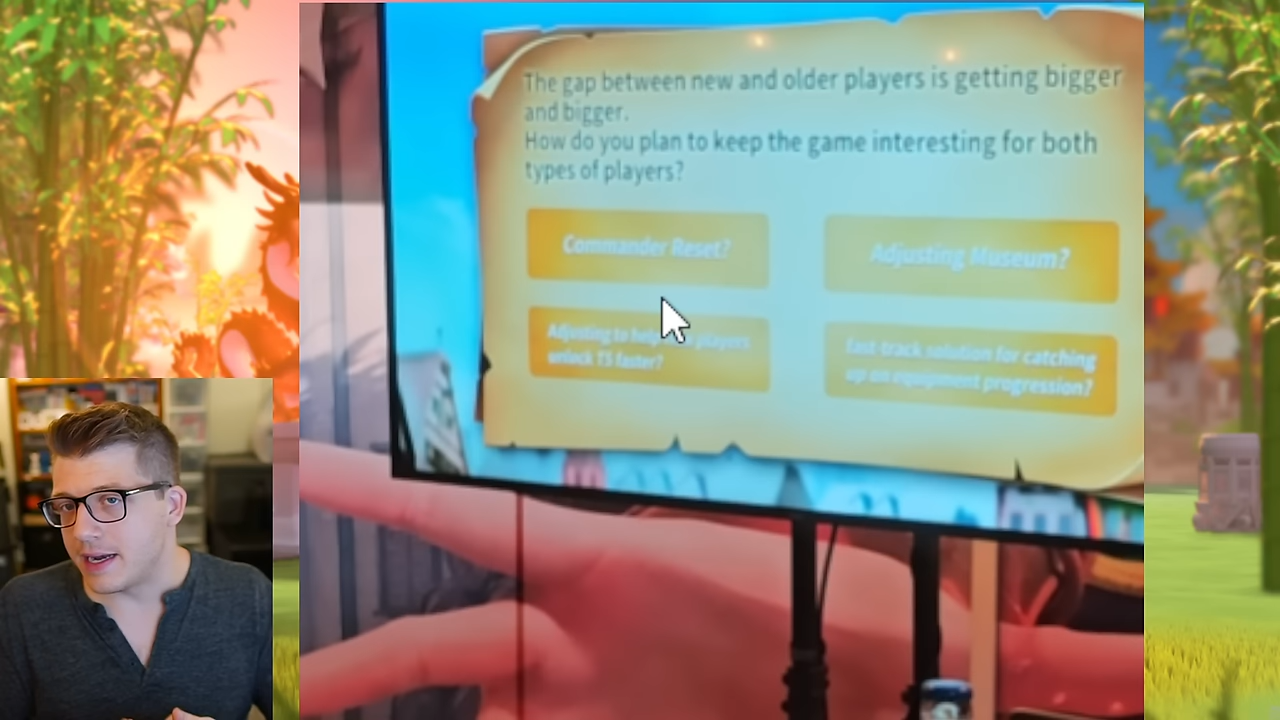 The gap between new and older players is getting bigger
and bigger.
How do you plan to keep the game interesting for both
types of players?
Commander Reset?
Adjusting Museum?
Adjusting to help players
unlock T5 faster?
Fast-track solution for catching
up on equipment progression?